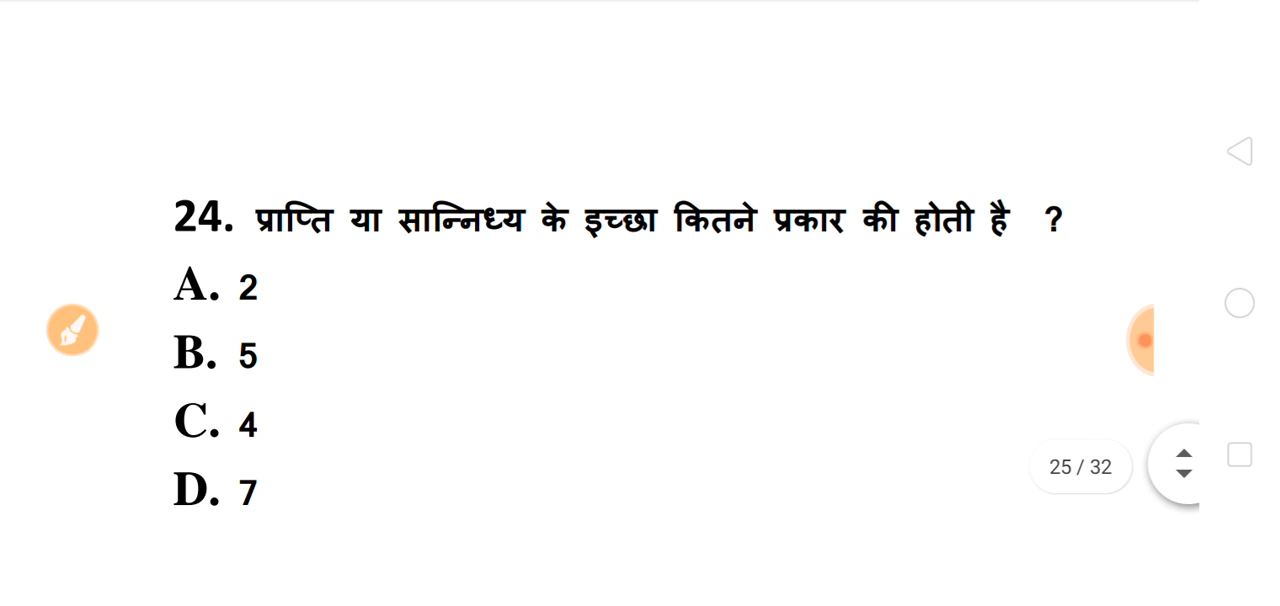 24. प्राप्ति या सान्निध्य के इच्छा कितने प्रकार की होती है ?
A. 2
B. 5
C. 4
D. 7
25 / 32